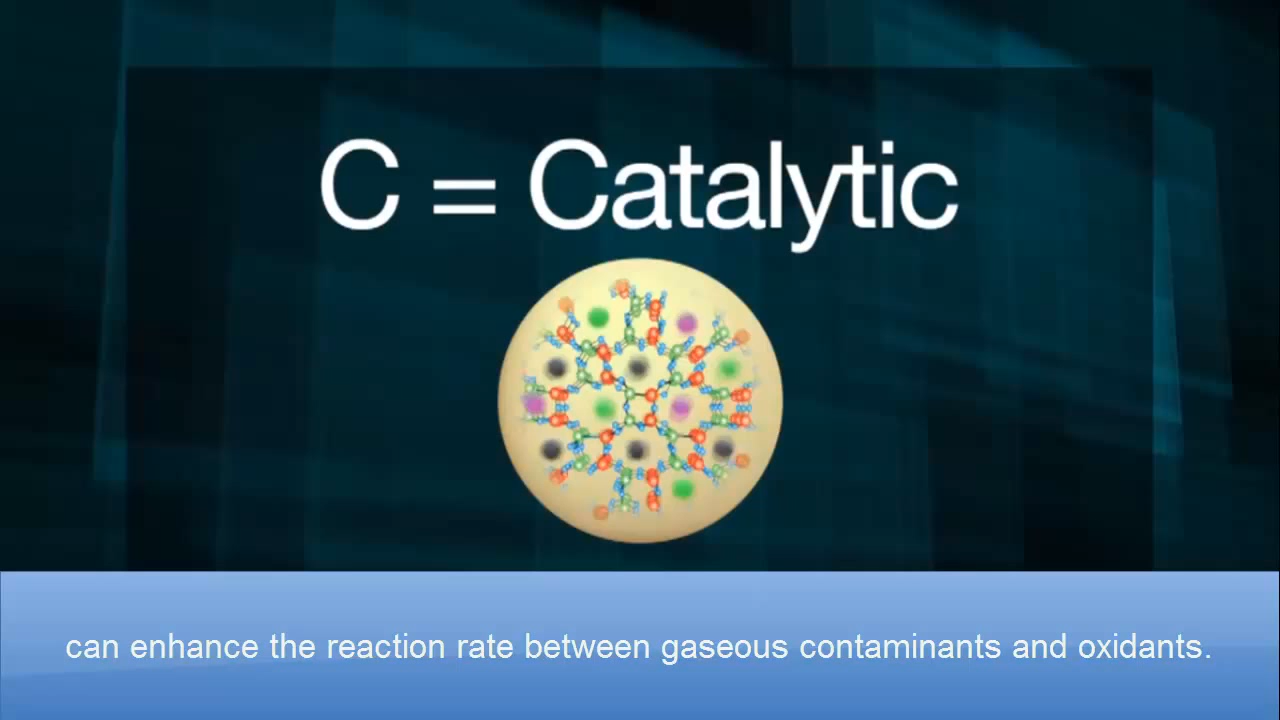 C = Catalytic
can enhance the reaction rate between gaseous contaminants and oxidants.